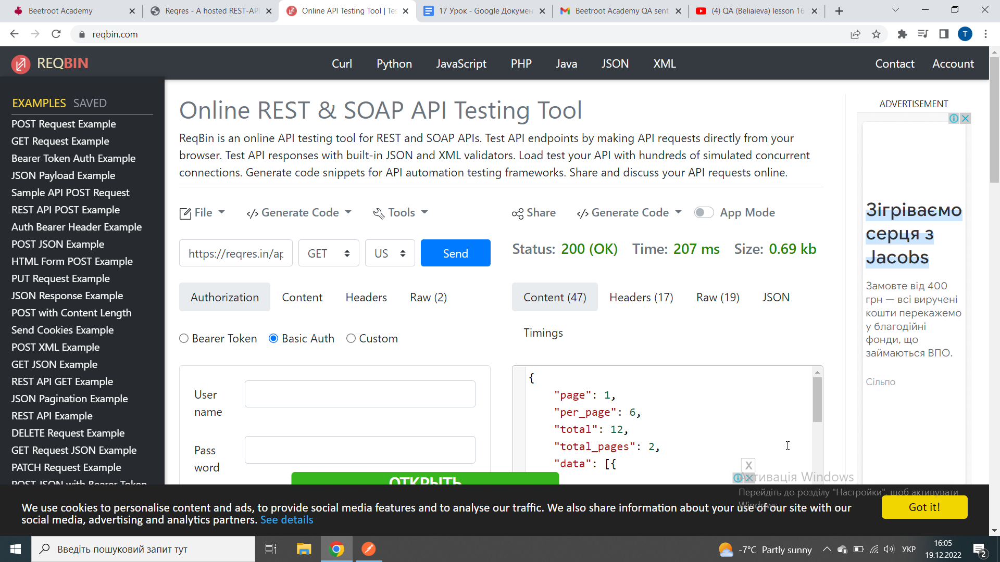 Beetroot Academy
Reqres - A hosted REST-API
Online API Testing Tool | Tes
17 Урок - Google Докумен
Beetroot Academy QA sent
(4) QA (Beliaieva) lesson 16
reqbin.com
T
REQBIN
Curl
Python
JavaScript
PHP
Java
JSON
XML
Contact
Account
EXAMPLES SAVED
POST Request Example
GET Request Example
Bearer Token Auth Example
JSON Payload Example
Sample API POST Request
REST API POST Example
Auth Bearer Header Example
POST JSON Example
HTML Form POST Example
PUT Request Example
JSON Response Example
POST with Content Length
Send Cookies Example
POST XML Example
GET JSON Example
REST API GET Example
JSON Pagination Example
REST API Example
DELETE Request Example
GET Request JSON Example
PATCH Request Example
POST JSON with Bearer Token
Online REST & SOAP API Testing Tool
ReqBin is an online API testing tool for REST and SOAP APIs. Test API endpoints by making API requests directly from your
browser. Test API responses with built-in JSON and XML validators. Load test your API with hundreds of simulated concurrent
connections. Generate code snippets for API automation testing frameworks. Share and discuss your API requests online.
File
</> Generate Code
Tools
Share
</> Generate Code
App Mode
https://reqres.in/ap
GET
US
Send
Status: 200 (OK) Time: 207 ms Size: 0.69 kb
Authorization
Content
Headers
Raw (2)
Content (47)
Headers (17)
Raw (19)
JSON
Timings
Bearer Token
Basic Auth
Custom
User
name
Pass
word
{
"page": 1,
"per_page": 6,
"total": 12,
"total_pages": 2,
"data": [{
ОТКРЫТЬ
X
ADVERTISEMENT
Зігріваємо
серця з
Jacobs
Замовте від 400
грн — всі виручені
кошти перекажемо
у благодійні
фонди, що
займаються ВПО.
Сільпо
Активація Windows
Перейдіть до розділу "Настройки", щоб активувати
Windows.
We use cookies to personalise content and ads, to provide social media features and to analyse our traffic. We also share information about your use of our site with our
social media, advertising and analytics partners. See details
Got it!
Введіть пошуковий запит тут
-7°C Partly sunny
УКР
16:05
19.12.2022
2